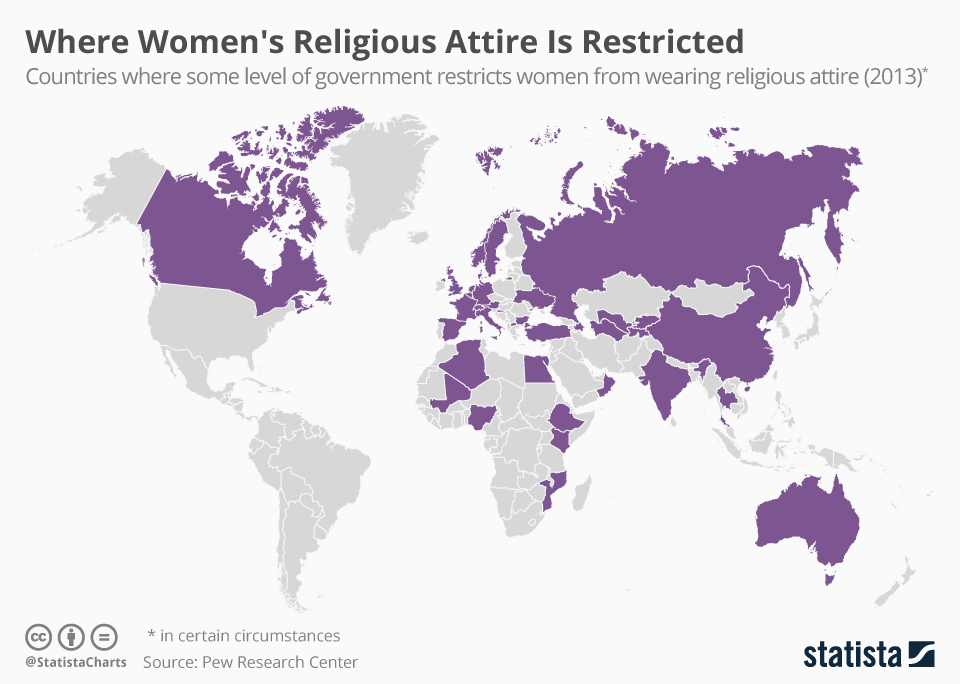 Where Women's Religious Attire Is Restricted
Countries where some level of government restricts women from wearing religious attire (2013)*
* in certain circumstances
@StatistaCharts Source: Pew Research Center
cc
statista